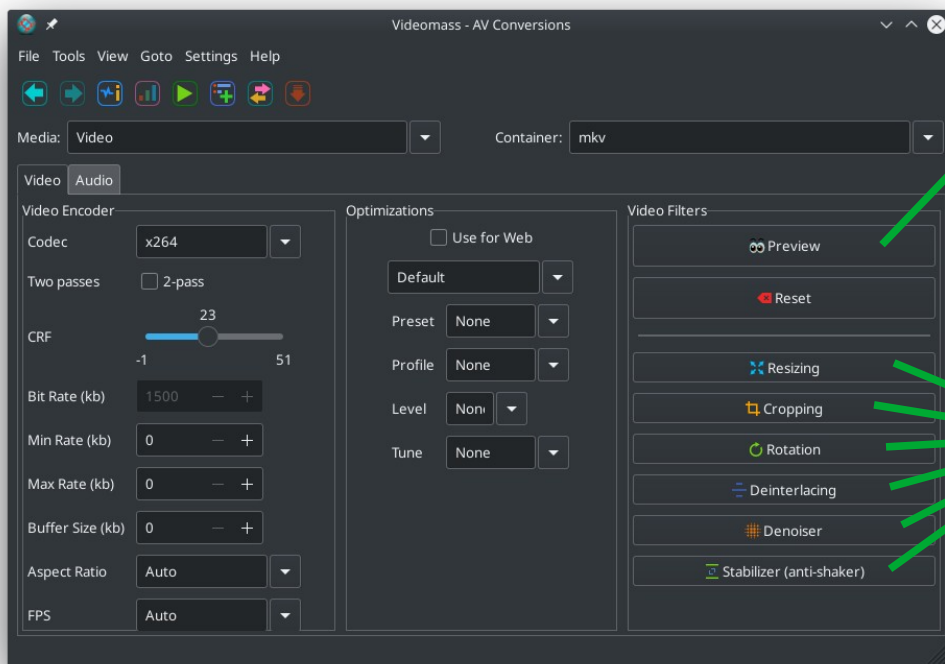 Videomass - AV Conversions
File Tools View Goto Settings Help
Media: Video Container: mkv
Video Audio
Video Encoder
Codec x264
Two passes 2-pass
CRF 23
-1 51
Bit Rate (kb) 1500
Min Rate (kb) 0
Max Rate (kb) 0
Buffer Size (kb) 0
Aspect Ratio Auto
FPS Auto
Optimizations
Use for Web
Default
Preset None
Profile None
Level Non
Tune None
Video Filters
Preview
Reset
Resizing
Cropping
Rotation
Deinterlacing
Denoiser
Stabilizer (anti-shaker)